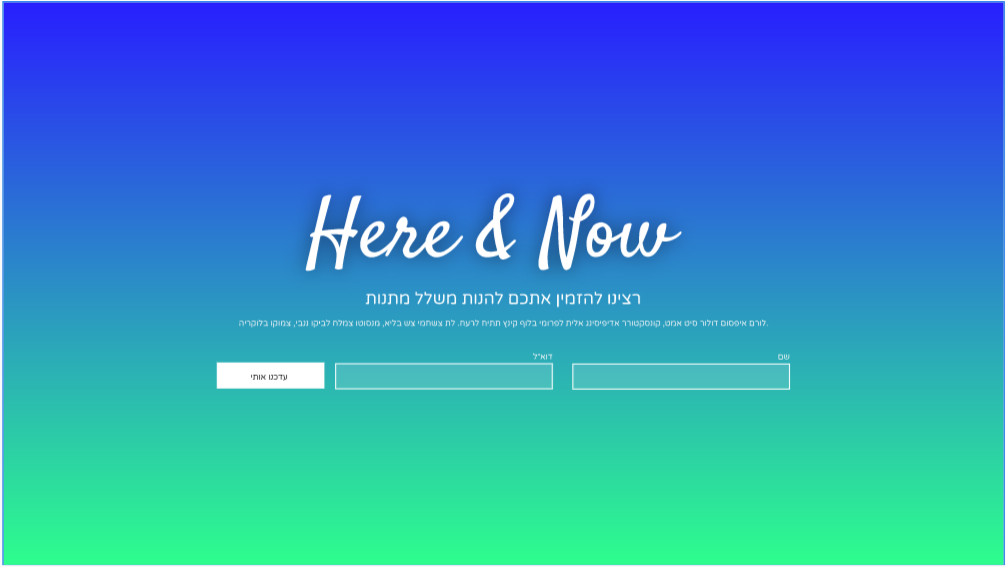 Here & Now
רצינו להזמין אתכם להנות משלל מתנות
לורם איפסום דולור סיט אמט, קונסקטורר אדיפיסינג אלית לפרומי בלוף קינץ תתיח לרעח. לת צשחמי צש בליא, מנסוטו צמלח לביקו ננבי, צמוקו בלוקריה.
שם
דוא״ל
עדכנו אותי